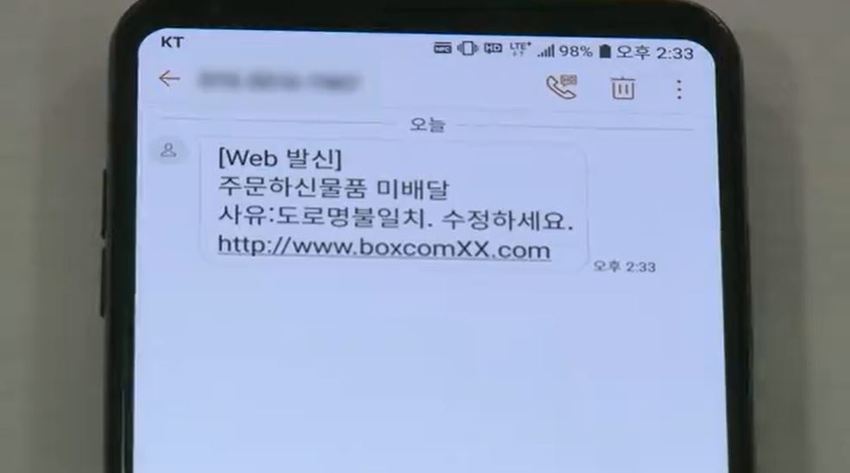 KT
LTE+ 98% 오후 2:33
오늘
[Web 발신]
주문하신물품 미배달
사유:도로명불일치. 수정하세요.
http://www.boxcomXX.com
오후 2:33